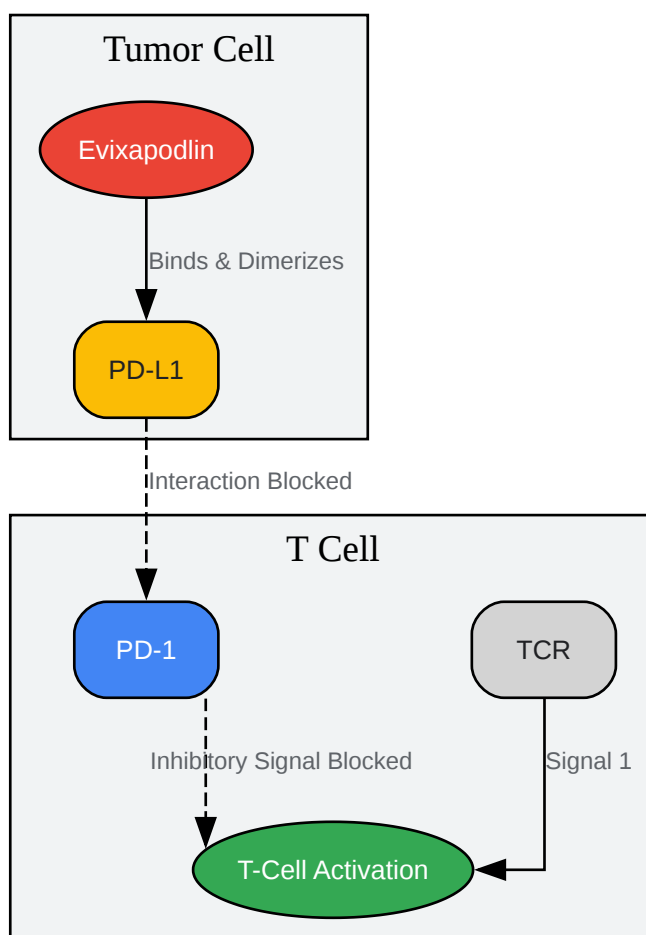 Tumor Cell
Evixapodlin
Binds & Dimerizes
PD-L1
Interaction Blocked
T Cell
PD-1
TCR
Inhibitory Signal Blocked
Signal 1
T-Cell Activation